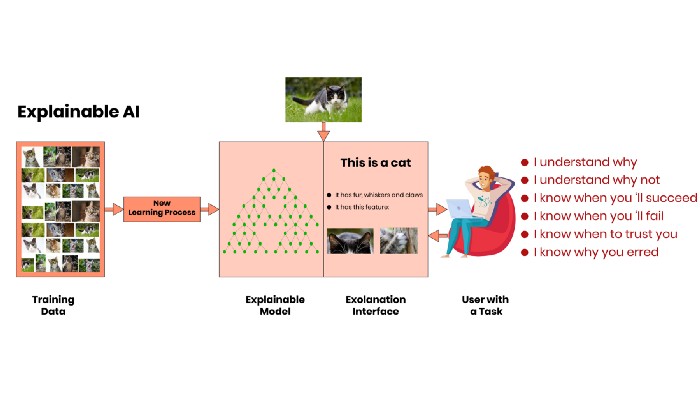 Explainable AI
This is a cat
It has fur, whiskers and claws
It has this feature:
New
Learning Process
I understand why
I understand why not
I know when you 'll succeed
I know when you 'll fail
I know when to trust you
I know why you erred
Training
Data
Explainable
Model
Exolanation
Interface
User with
a Task